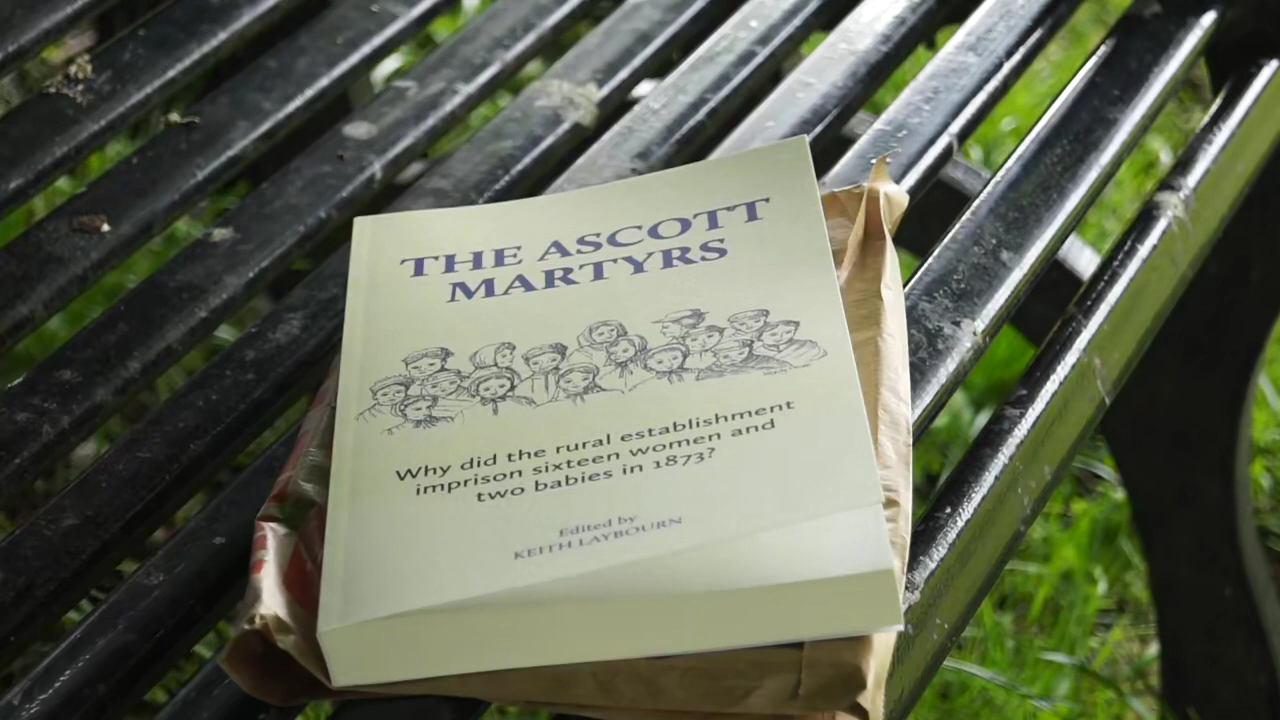 THE ASCOTT
MARTYRS
Why did the rural establishment
imprison sixteen women and
two babies in 1873?
Edited by
KEITH LAYBOURN